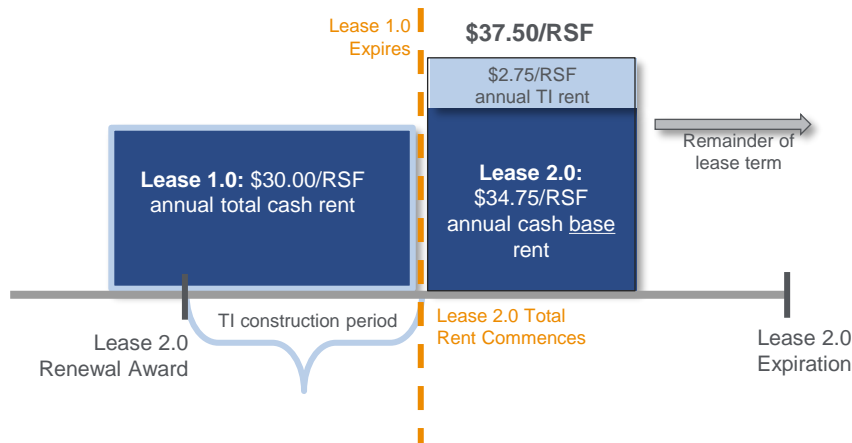 Lease 1.0
Expires
$37.50/RSF
$2.75/RSF
annual TI rent
Lease 1.0: $30.00/RSF
annual total cash rent
Lease 2.0:
$34.75/RSF
annual cash base
rent
Remainder of
lease term
TI construction period
Lease 2.0 Total
Rent Commences
Lease 2.0
Renewal Award
Lease 2.0
Expiration